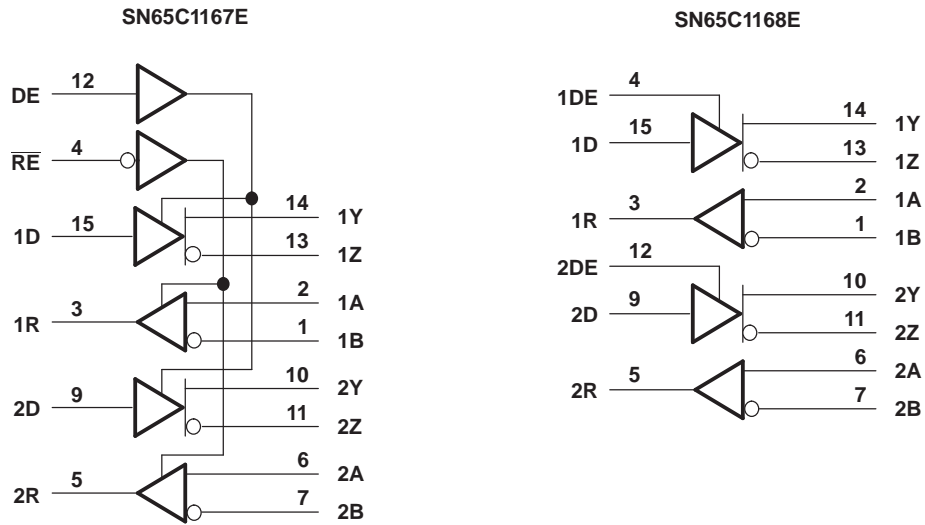 SN65C1167E
DE 12
RE 4
1D 15
14 1Y
13 1Z
1R 3
2 1A
1 1B
2D 9
10 2Y
11 2Z
2R 5
6 2A
7 2B
SN65C1168E
1DE 4
1D 15
14 1Y
13 1Z
1R 3
2 1A
1 1B
2DE 12
2D 9
10 2Y
11 2Z
2R 5
6 2A
7 2B